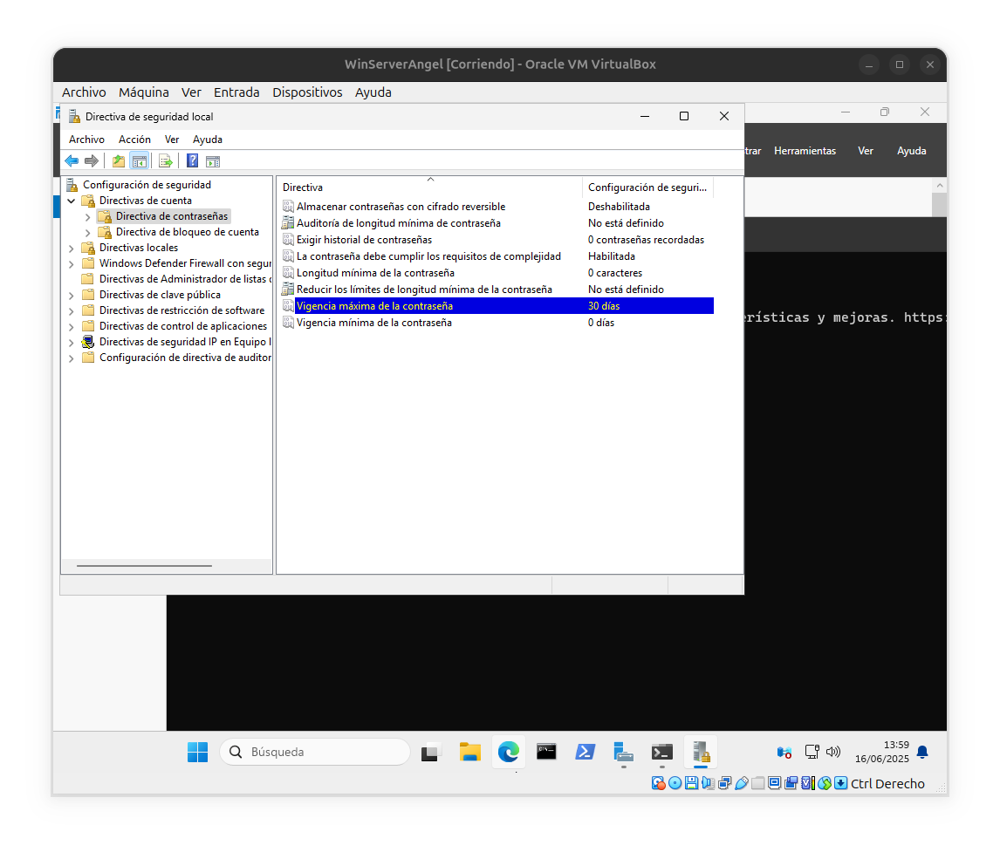 WinServerAngel [Corriendo] - Oracle VM VirtualBox
Archivo Máquina Ver Entrada Dispositivos Ayuda
Directiva de seguridad local
Archivo Acción Ver Ayuda
trar Herramientas Ver Ayuda
Configuración de seguridad
Directivas de cuenta
Directiva de contraseñas
Directiva de bloqueo de cuenta
Directivas locales
Windows Defender Firewall con segur
Directivas de Administrador de listas
Directivas de clave pública
Directivas de restricción de software
Directivas de control de aplicaciones
Directivas de seguridad IP en Equipo l
Configuración de directiva de auditor
Directiva Configuración de seguri...
Almacenar contraseñas con cifrado reversible Deshabilitada
Auditoría de longitud mínima de contraseña No está definido
Exigir historial de contraseñas 0 contraseñas recordadas
La contraseña debe cumplir los requisitos de complejidad Habilitada
Longitud mínima de la contraseña 0 caracteres
Reducir los límites de longitud mínima de la contraseña No está definido
Vigencia máxima de la contraseña 30 días
Vigencia mínima de la contraseña 0 días
erísticas y mejoras. https:
Búsqueda
13:59
16/06/2025
Ctrl Derecho